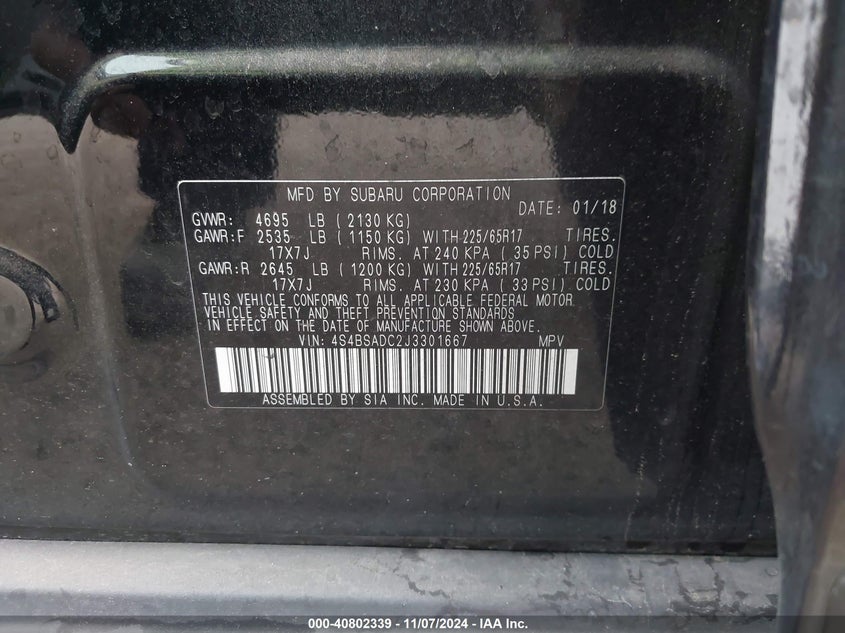 MFD BY SUBARU CORPORATION DATE: 01/18
GVWR: 4695 LB (2130 KG)
GAWR:F 2535 LB (1150 KG) WITH 225/65R17 TIRES.
17X7J RIMS. AT 240 KPA (35 PSI) COLD
GAWR:R 2645 LB (1200 KG) WITH 225/65R17 TIRES.
17X7J RIMS. AT 230 KPA (33 PSI) COLD
THIS VEHICLE CONFORMS TO ALL APPLICABLE FEDERAL MOTOR
VEHICLE SAFETY AND THEFT PREVENTION STANDARDS
IN EFFECT ON THE DATE OF MANUFACTURE SHOWN ABOVE.
VIN: 4S4BSADC2J3301667 MPV
ASSEMBLED BY SIA INC. MADE IN U.S.A.
000-40802339 - 11/07/2024 - IAA Inc.